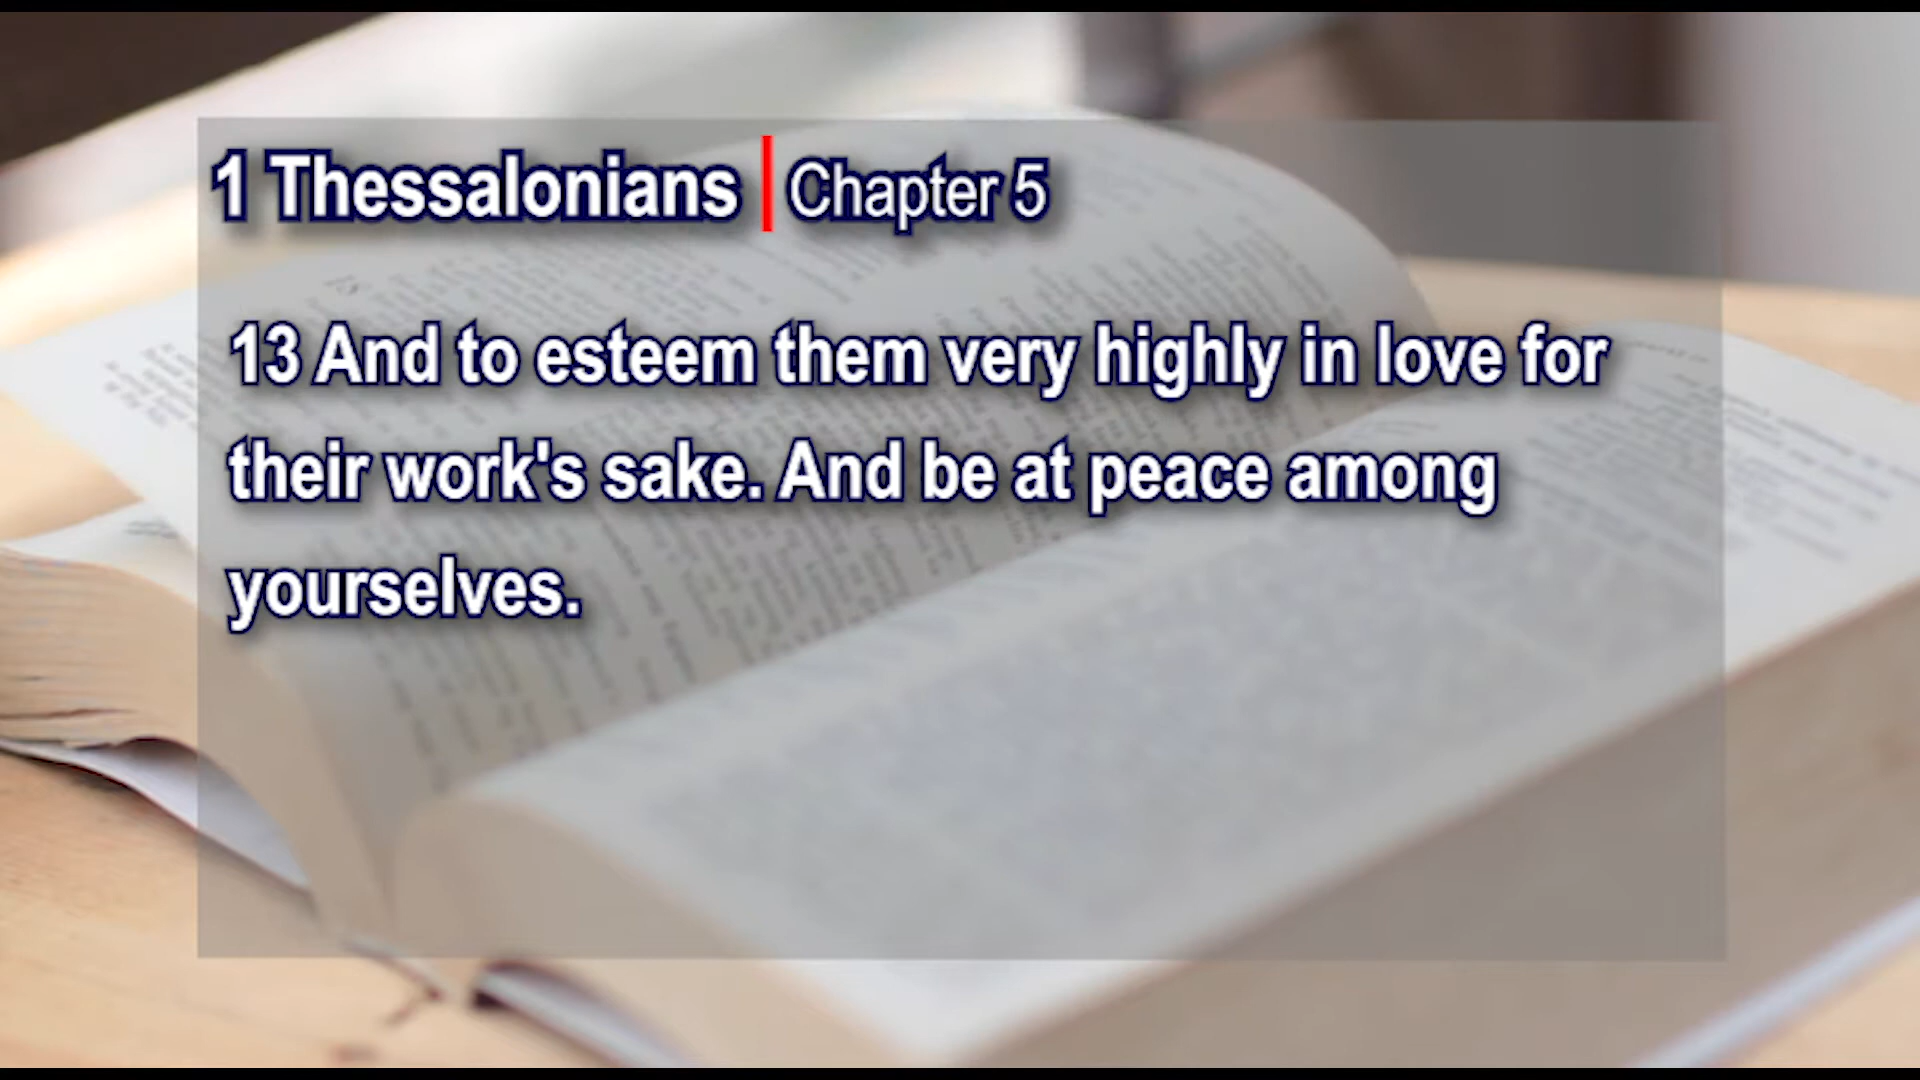 1 Thessalonians | Chapter 5
13 And to esteem them very highly in love for
their work's sake. And be at peace among
yourselves.